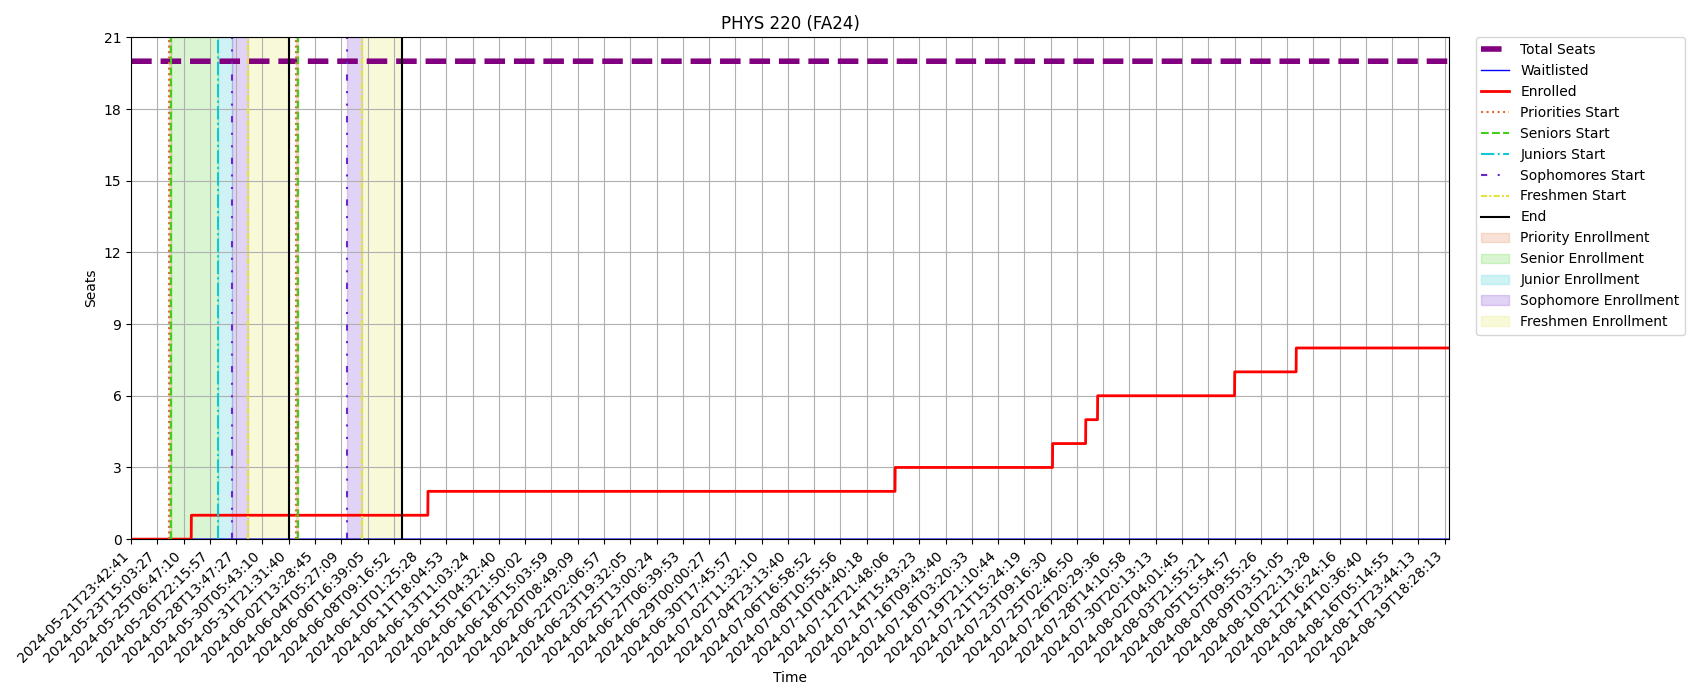 PHYS 220 (FA24)
21
18
15
12
9
6
3
0
Seats
2024-05-21T23:42:41
2024-05-23T15:03:27
2024-05-25T06:47:10
2024-05-26T22:15:57
2024-05-28T13:47:27
2024-05-30T05:43:10
2024-05-31T21:31:40
2024-06-02T13:28:45
2024-06-04T05:27:09
2024-06-06T16:39:05
2024-06-08T09:16:52
2024-06-10T01:25:28
2024-06-11T18:04:53
2024-06-13T11:03:24
2024-06-15T04:32:40
2024-06-16T21:50:02
2024-06-18T15:03:59
2024-06-20T08:49:09
2024-06-22T02:06:57
2024-06-23T19:32:05
2024-06-25T13:00:24
2024-06-27T06:39:53
2024-06-29T00:00:27
2024-06-30T17:45:57
2024-07-02T11:32:10
2024-07-04T23:13:40
2024-07-06T16:58:52
2024-07-08T10:55:56
2024-07-10T04:40:18
2024-07-12T21:48:06
2024-07-14T15:43:23
2024-07-16T09:43:40
2024-07-18T03:20:33
2024-07-19T21:10:44
2024-07-21T15:24:19
2024-07-23T09:16:30
2024-07-25T02:46:50
2024-07-26T20:29:36
2024-07-28T14:10:58
2024-07-30T20:13:13
2024-08-02T04:01:45
2024-08-03T21:55:21
2024-08-05T15:54:57
2024-08-07T09:55:26
2024-08-09T03:51:05
2024-08-10T22:13:28
2024-08-12T16:24:16
2024-08-14T10:36:40
2024-08-16T05:14:55
2024-08-17T23:44:13
2024-08-19T18:28:13
Time
Total Seats
Waitlisted
Enrolled
Priorities Start
Seniors Start
Juniors Start
Sophomores Start
Freshmen Start
End
Priority Enrollment
Senior Enrollment
Junior Enrollment
Sophomore Enrollment
Freshmen Enrollment